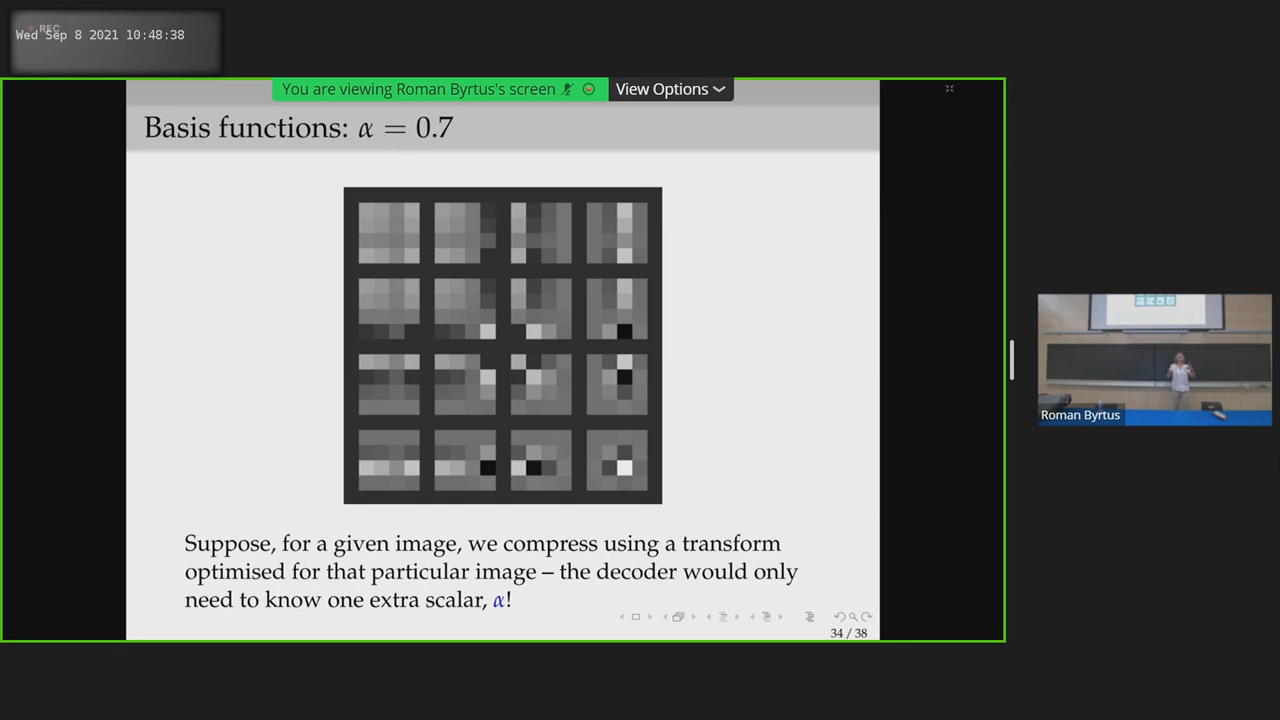 REC
Wed Sep 8 2021 10:48:38
You are viewing Roman Byrtus's screen
View Options
Basis functions: α = 0.7
Suppose, for a given image, we compress using a transform
optimised for that particular image – the decoder would only
need to know one extra scalar, α!
34 / 38
Roman Byrtus